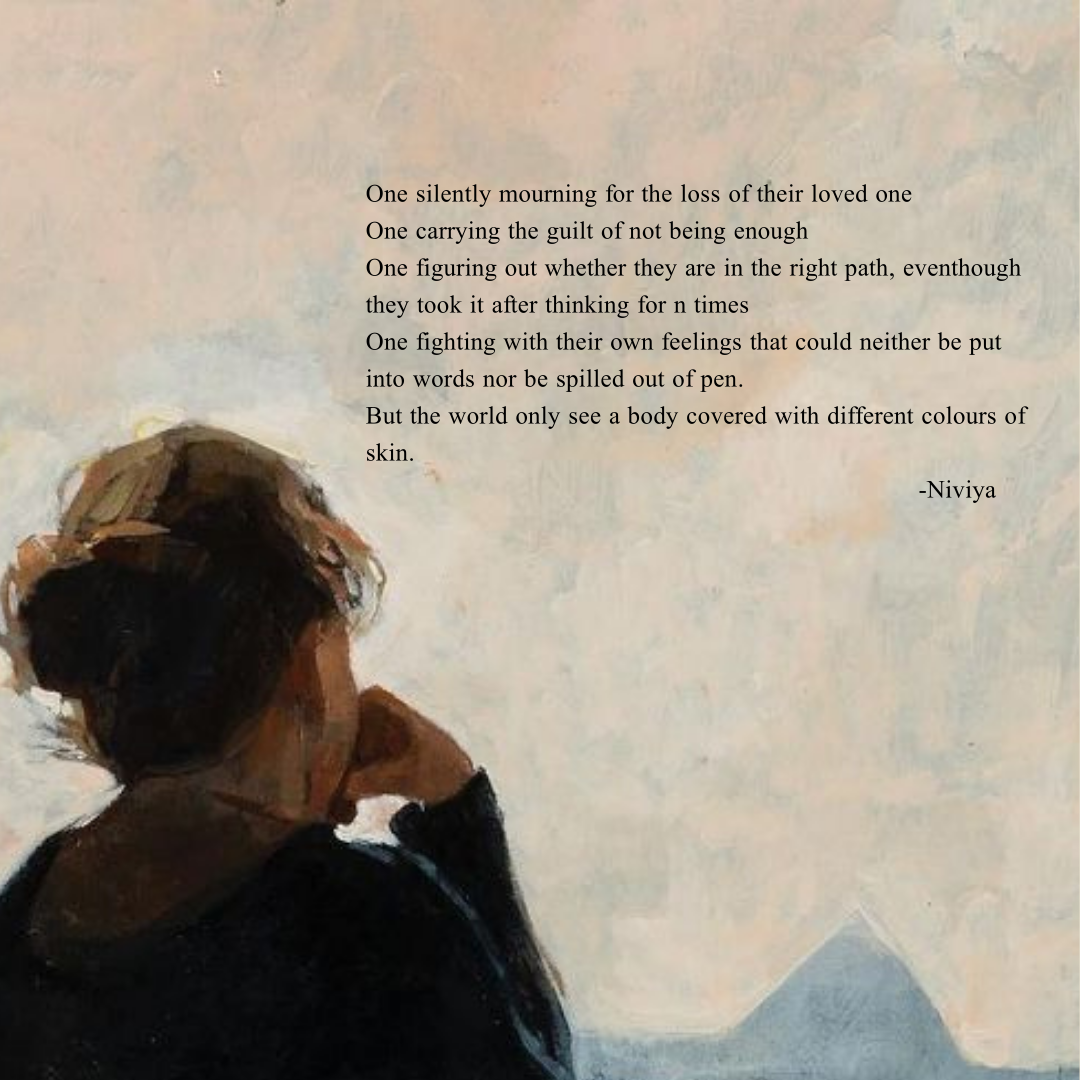 One silently mourning for the loss of their loved one
One carrying the guilt of not being enough
One figuring out whether they are in the right path, eventhough
they took it after thinking for n times
One fighting with their own feelings that could neither be put
into words nor be spilled out of pen.
But the world only see a body covered with different colours of
skin.
-Niviya